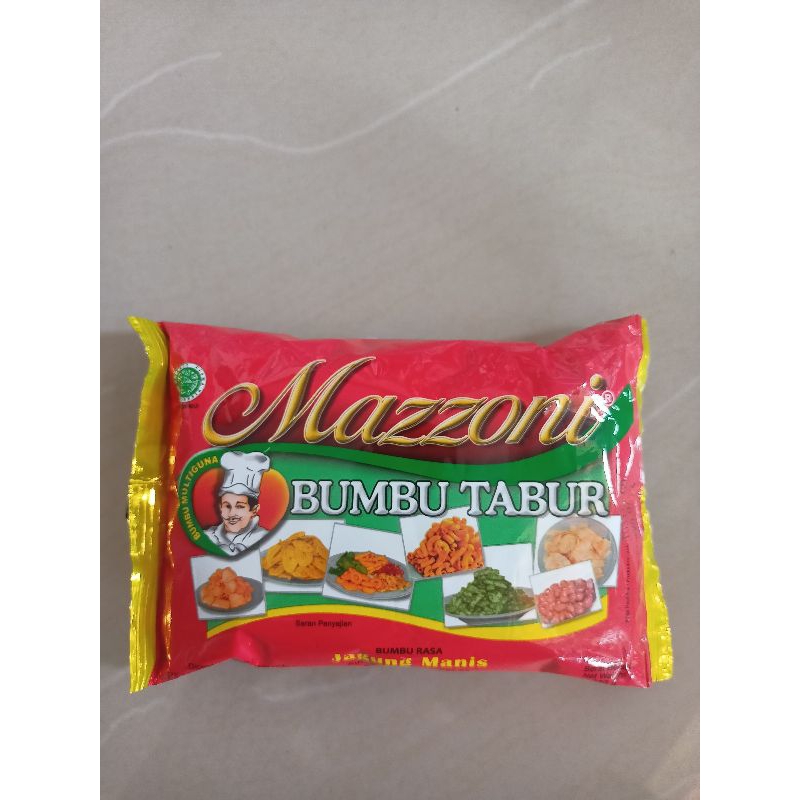 Mazzoni®
BUMBU MULTIGUNA
BUMBU TABUR
Saran Penyajian
BUMBU RASA
Jagung Manis